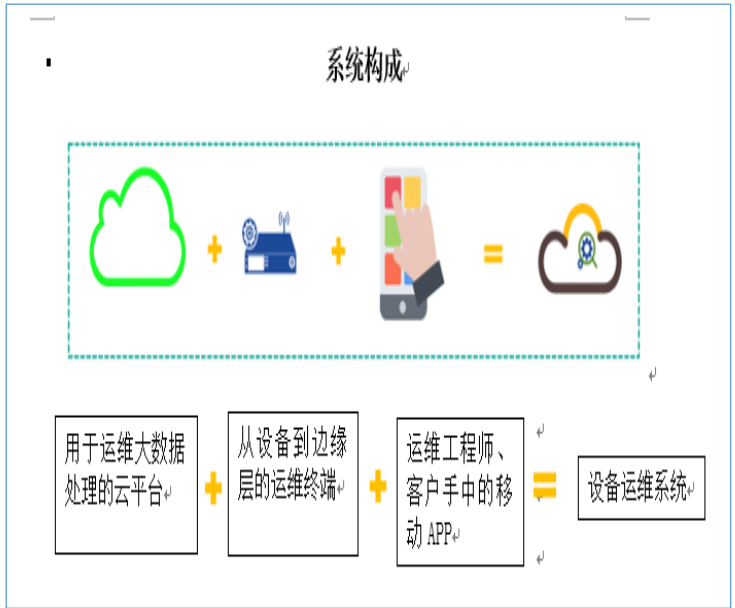 系统构成
+
+
=
用于运维大数据
处理的云平台
+
从设备到边缘
层的运维终端
+
运维工程师、
客户手中的移
动 APP
=
设备运维系统